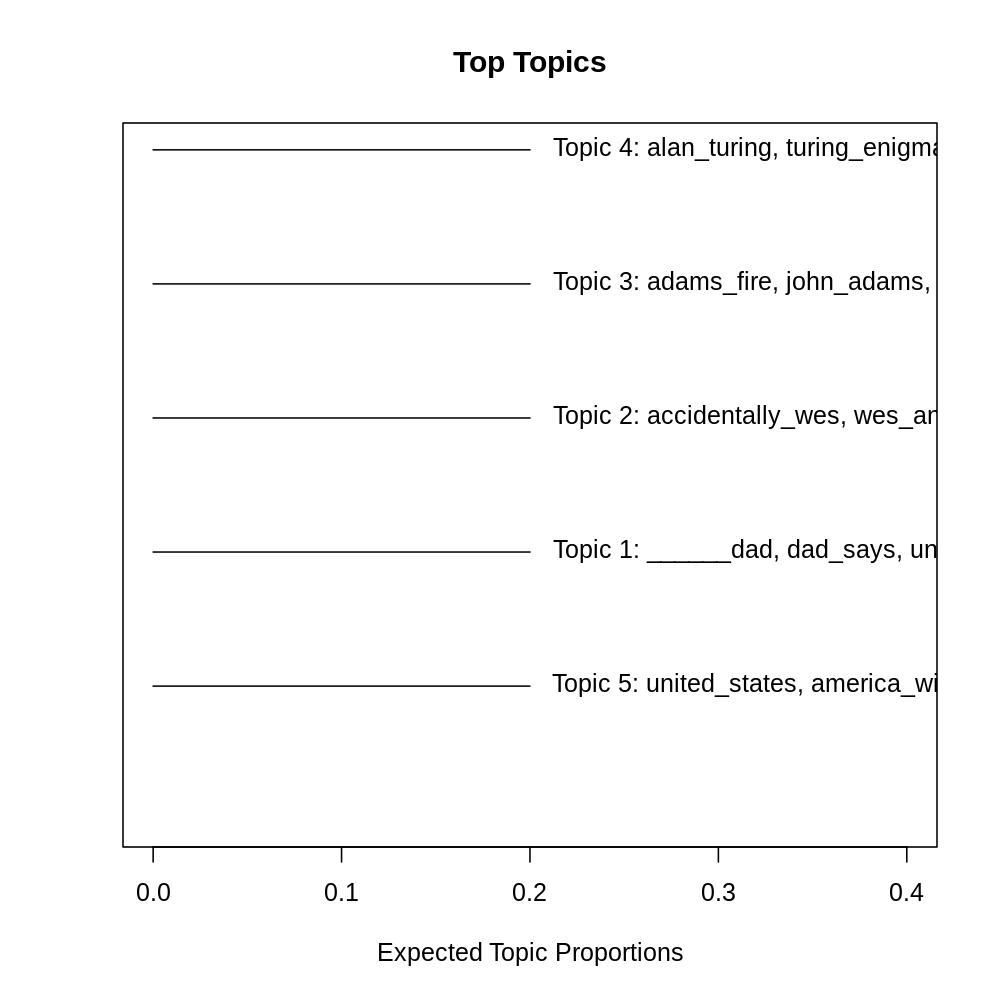 Top Topics
Topic 4: alan_turing, turing_enigma
Topic 3: adams_fire, john_adams,
Topic 2: accidentally_wes, wes_an
Topic 1: ______dad, dad_says, un
Topic 5: united_states, america_wi
0.0 0.1 0.2 0.3 0.4
Expected Topic Proportions